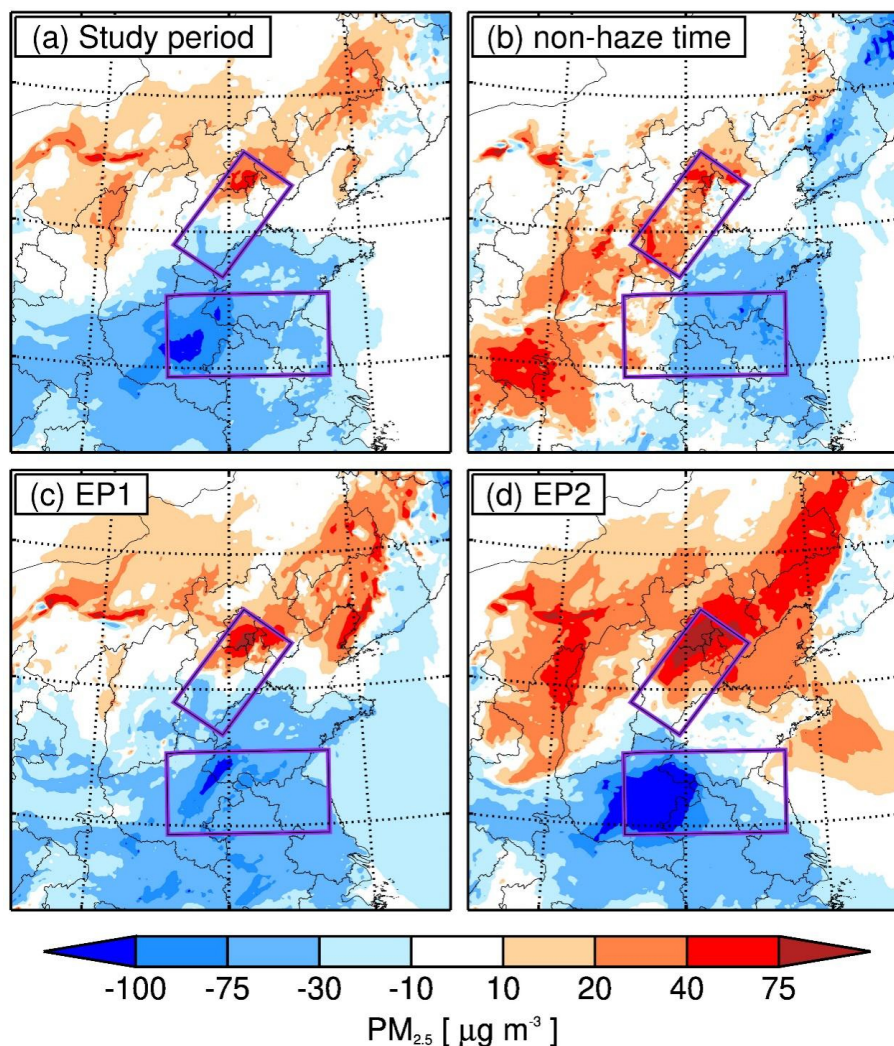 (a) Study period
(b) non-haze time
(c) EP1
(d) EP2
-100 -75 -30 -10 10 20 40 75
PM₂.₅ [ μg m⁻³ ]